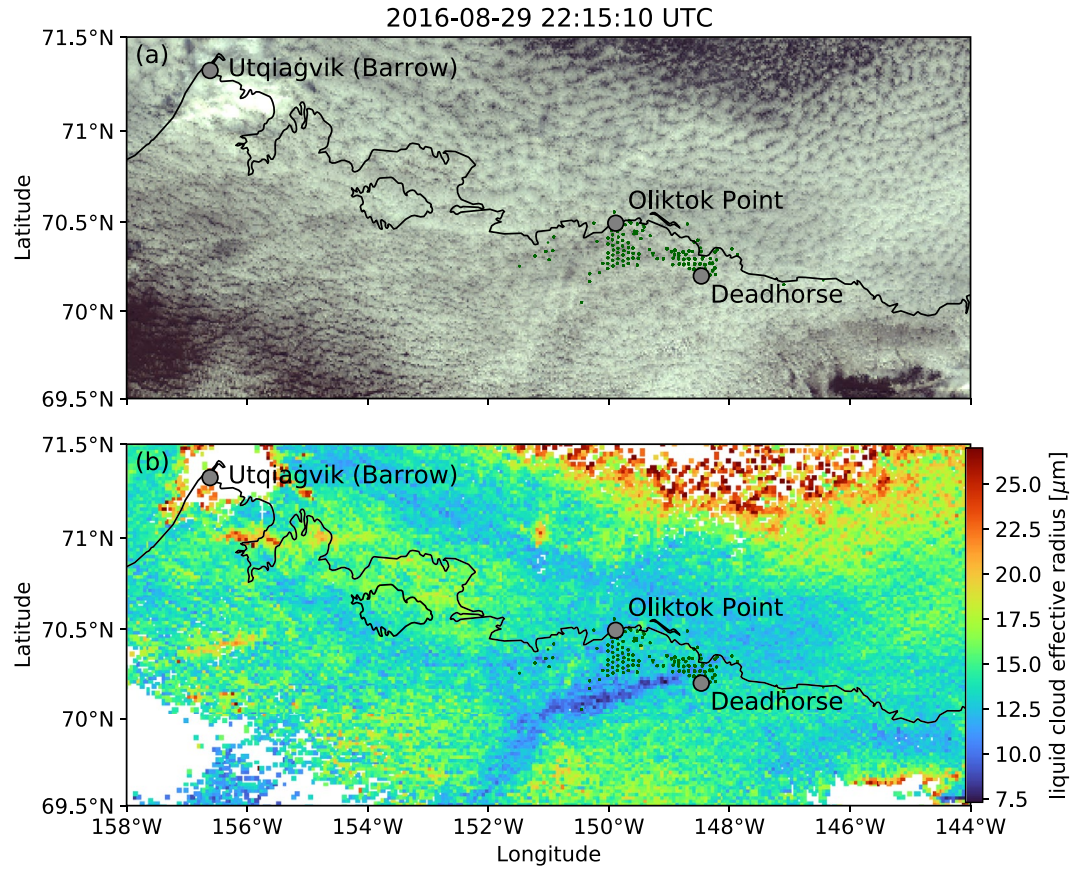 2016-08-29 22:15:10 UTC
71.5°N
(a)
Utqiaġvik (Barrow)
71°N
Latitude
70.5°N
Oliktok Point
70°N
Deadhorse
69.5°N
71.5°N
(b)
Utqiaġvik (Barrow)
71°N
Latitude
70.5°N
Oliktok Point
70°N
Deadhorse
69.5°N
158°W 156°W 154°W 152°W 150°W 148°W 146°W 144°W
Longitude
25.0
22.5
20.0
17.5
15.0
12.5
10.0
7.5
liquid cloud effective radius [μm]